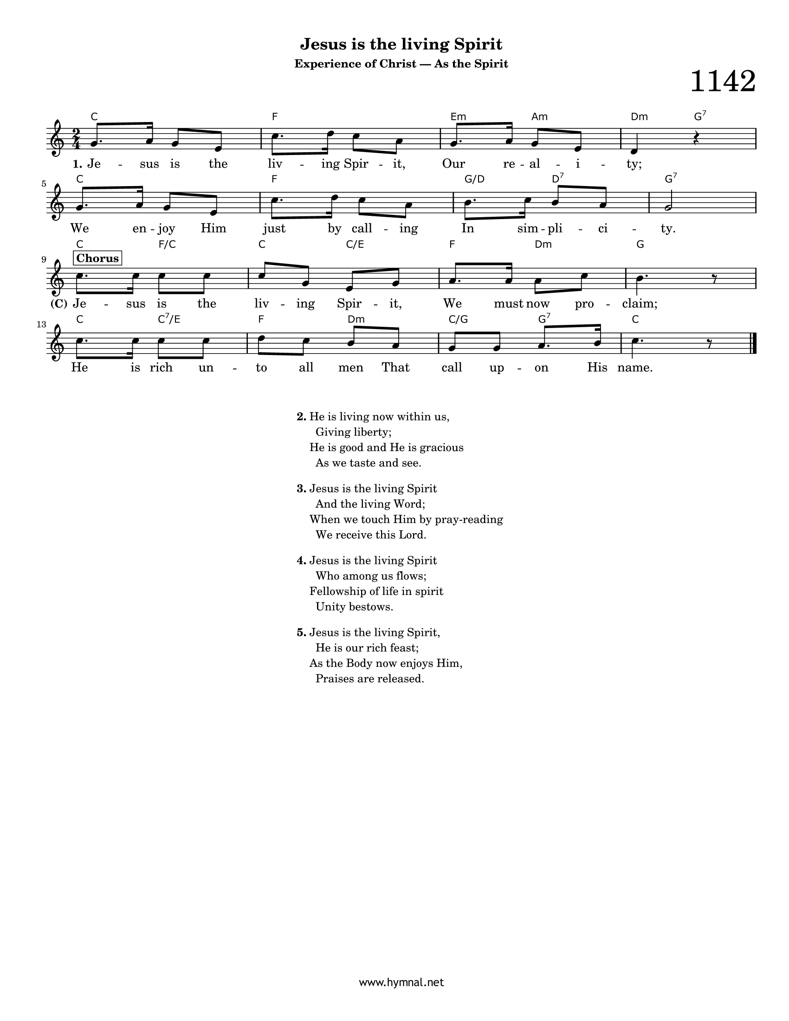 Jesus is the living Spirit
Experience of Christ — As the Spirit
1142
C F Em Am Dm G7
1. Je - sus is the liv - ing Spir - it, Our re - al - i - ty;
5
C F G/D D7 G7
We en - joy Him just by call - ing In sim - pli - ci - ty.
C F/C C C/E F Dm G
9
Chorus
(C) Je - sus is the liv - ing Spir - it, We must now pro - claim;
13
C C7/E F Dm C/G G7 C
He is rich un - to all men That call up - on His name.
2. He is living now within us,
Giving liberty;
He is good and He is gracious
As we taste and see.
3. Jesus is the living Spirit
And the living Word;
When we touch Him by pray-reading
We receive this Lord.
4. Jesus is the living Spirit
Who among us flows;
Fellowship of life in spirit
Unity bestows.
5. Jesus is the living Spirit,
He is our rich feast;
As the Body now enjoys Him,
Praises are released.
www.hymnal.net